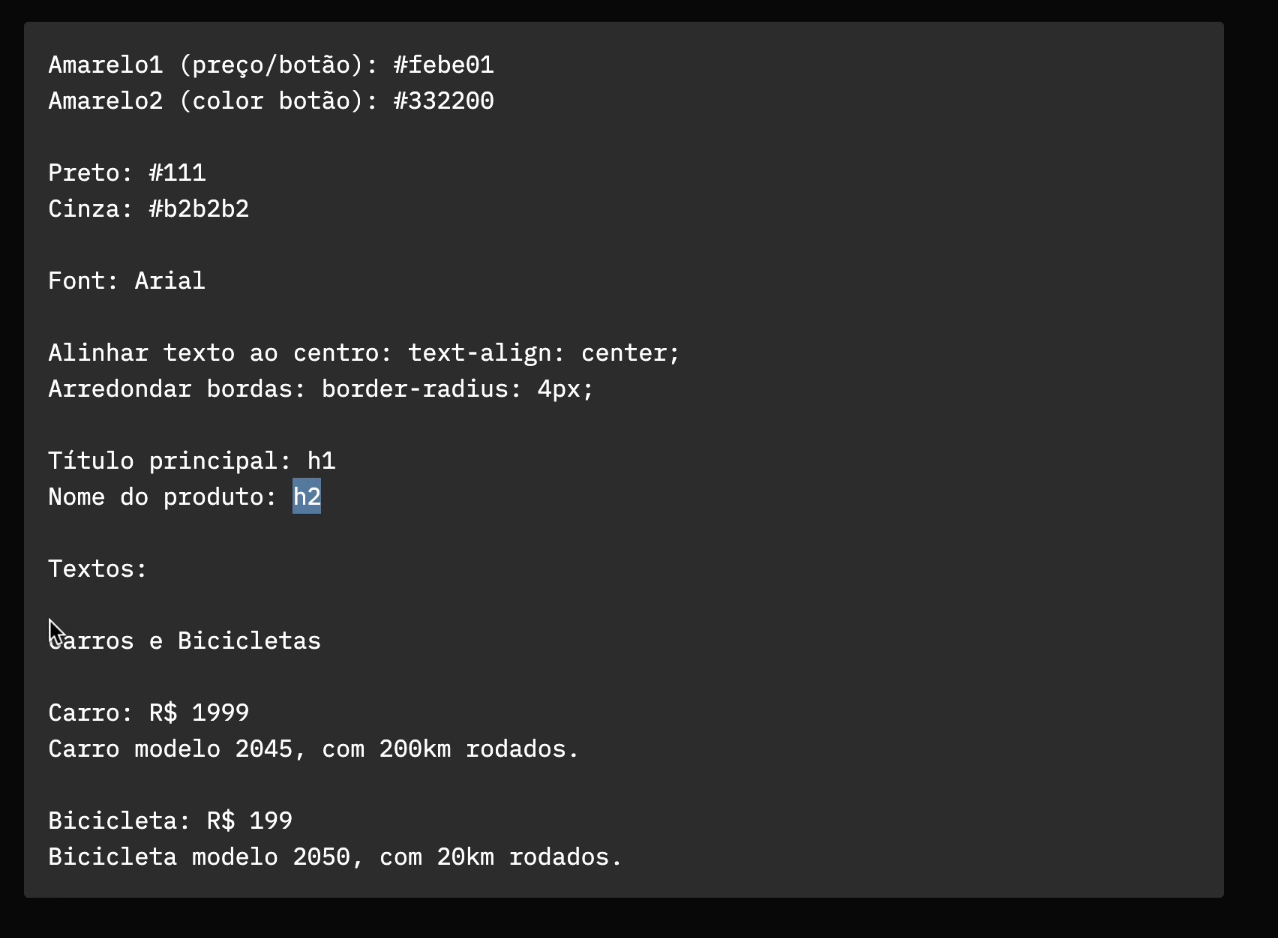 Amarelo1 (preço/botão): #febe01
Amarelo2 (color botão): #332200
Preto: #111
Cinza: #b2b2b2
Font: Arial
Alinhar texto ao centro: text-align: center;
Arredondar bordas: border-radius: 4px;
Título principal: h1
Nome do produto: h2
Textos:
Carros e Bicicletas
Carro: R$ 1999
Carro modelo 2045, com 200km rodados.
Bicicleta: R$ 199
Bicicleta modelo 2050, com 20km rodados.